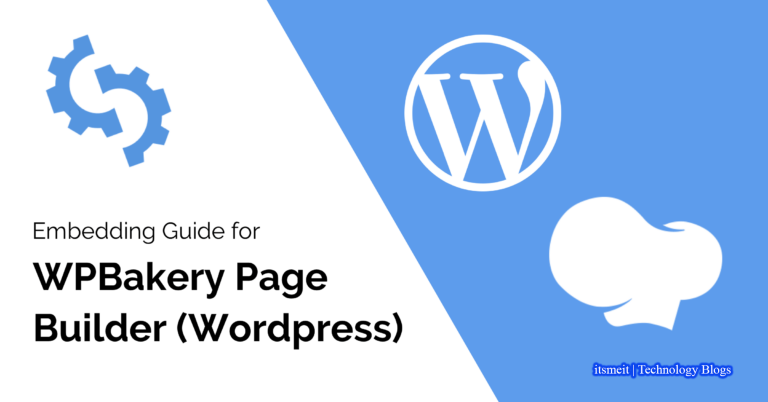 Embedding Guide for
WPBakery Page
Builder (Wordpress)
itsmeit | Technology Blogs